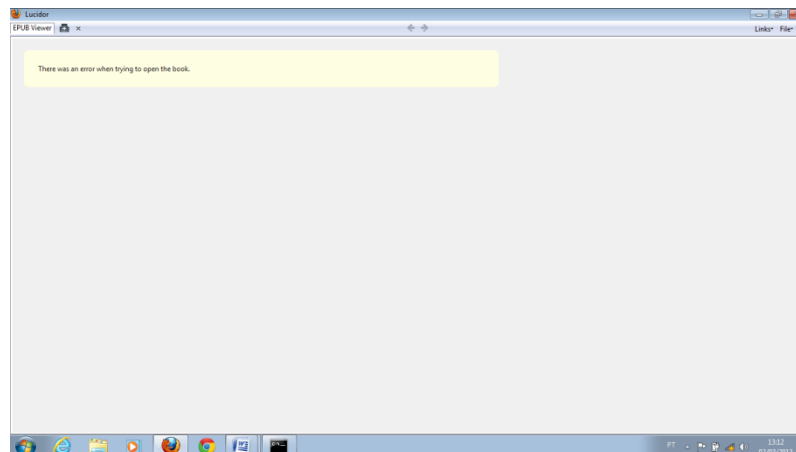 Lucidor
EPUB Viewer
Links File
There was an error when trying to open the book.
PT 13:12